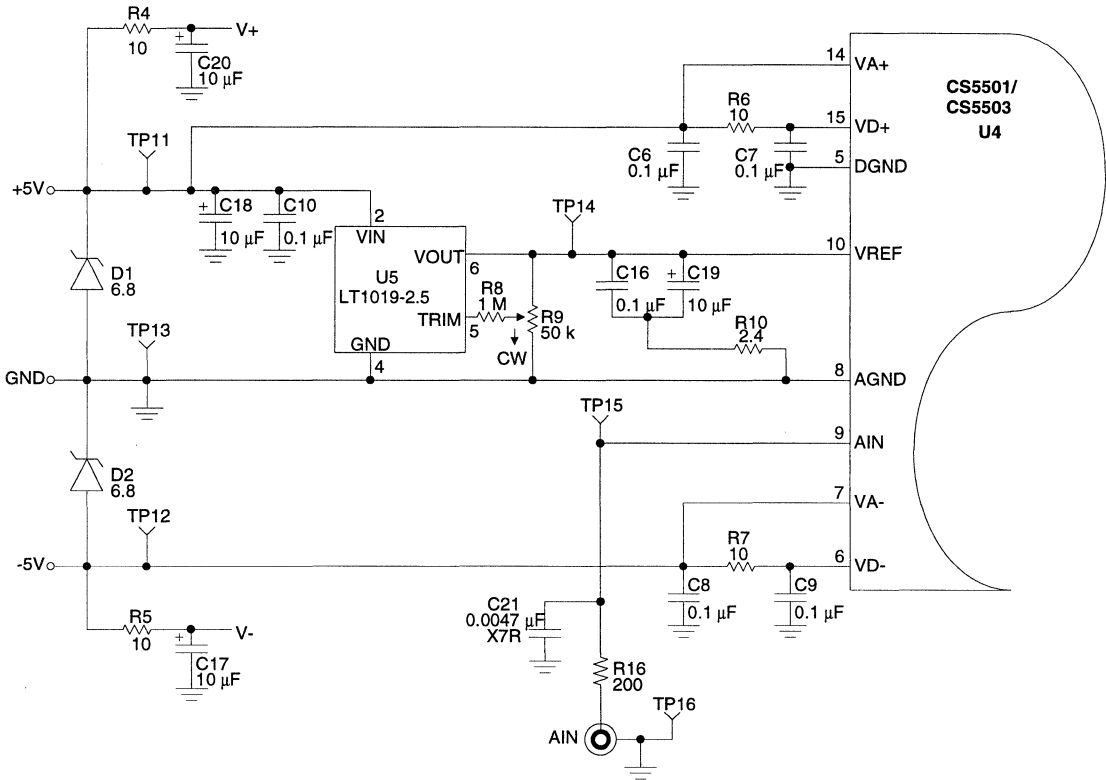 R4
10
V+
+
C20
10 µF
14
VA+
CS5501/
CS5503
U4
R6
10
15
VD+
C6
0.1 µF
C7
0.1 µF
5
DGND
TP11
+5V
+
C18
10 µF
C10
0.1 µF
2
VIN
VOUT
6
U5
LT1019-2.5
TRIM
5
GND
4
TP14
10
VREF
R8
1 M
R9
50 k
CW
C16
0.1 µF
+
C19
10 µF
R10
2.4
D1
6.8
TP13
GND
8
AGND
TP15
9
AIN
D2
6.8
7
VA-
TP12
-5V
R7
10
6
VD-
C8
0.1 µF
C9
0.1 µF
R5
10
V-
+
C17
10 µF
C21
0.0047 µF
X7R
R16
200
TP16
AIN